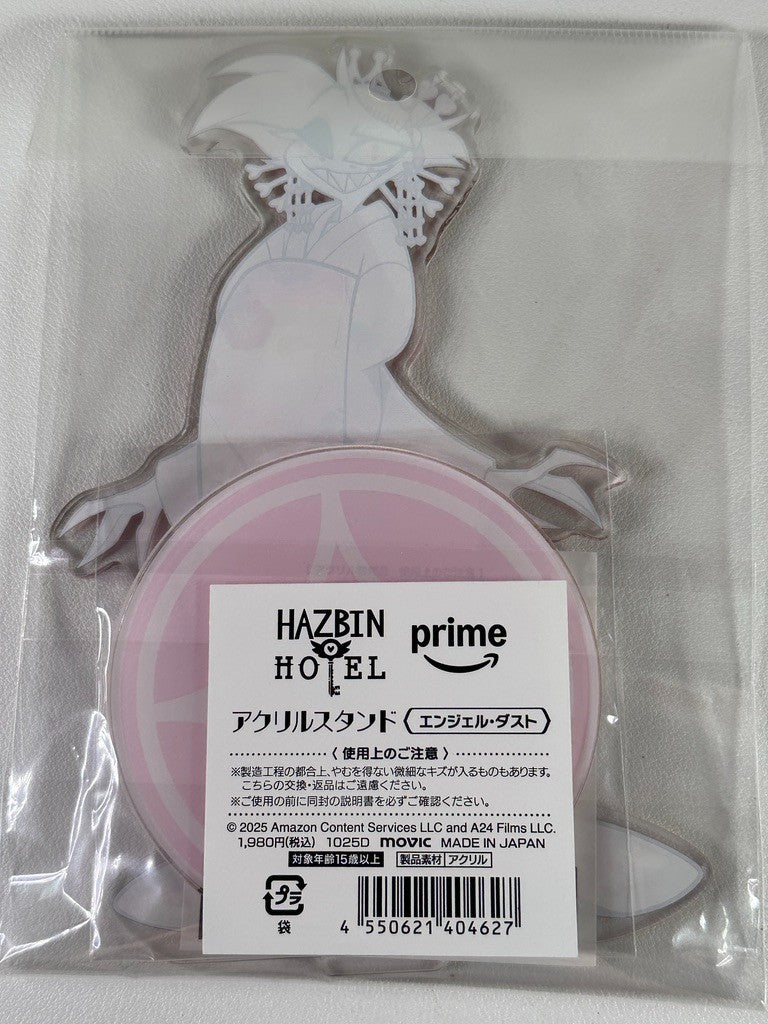 HAZBIN HOTEL
prime
アクリルスタンド〈エンジェル・ダスト〉
〈使用上のご注意〉
※製造工程の都合上、やむを得ない微細なキズが入るものもあります。
こちらの交換・返品はご遠慮ください。
※ご使用の前に同封の説明書を必ずご確認ください。
© 2025 Amazon Content Services LLC and A24 Films LLC.
1,980円(税込) 1025D movic MADE IN JAPAN
対象年齢15歳以上 製品素材 アクリル
プラ
袋
4 550621 404627